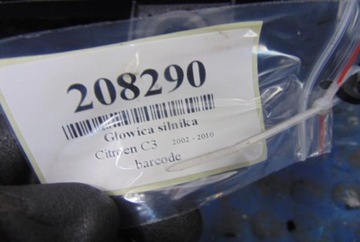 208290
Głowica silnika
Citroen C3 2002 - 2010
barcode